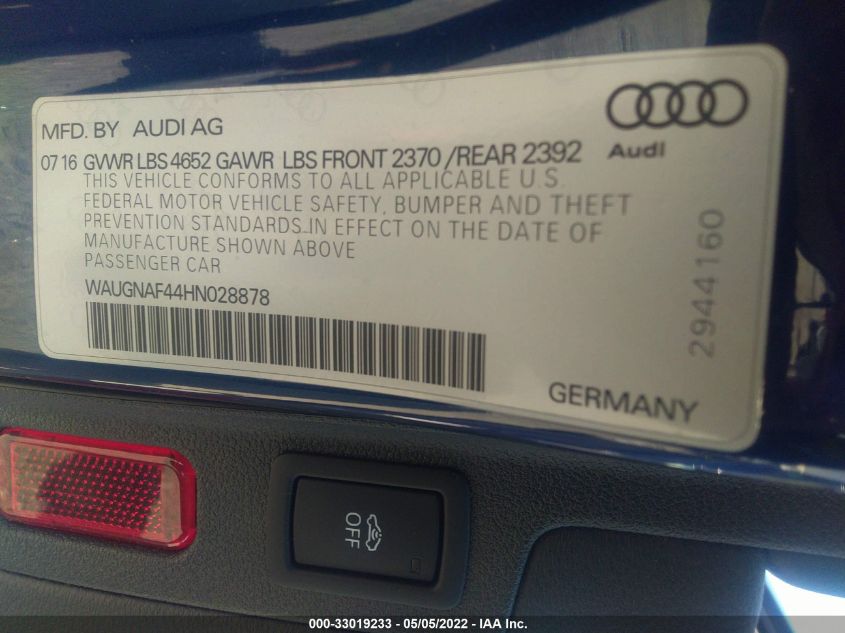 MFD. BY AUDI AG
Audi
07 16 GVWR LBS 4652 GAWR LBS FRONT 2370 /REAR 2392
THIS VEHICLE CONFORMS TO ALL APPLICABLE U.S.
FEDERAL MOTOR VEHICLE SAFETY, BUMPER AND THEFT
PREVENTION STANDARDS IN EFFECT ON THE DATE OF
MANUFACTURE SHOWN ABOVE
PASSENGER CAR
WAUGNAF44HN028878
2944160
GERMANY
OFF
000-33019233 - 05/05/2022 - IAA Inc.